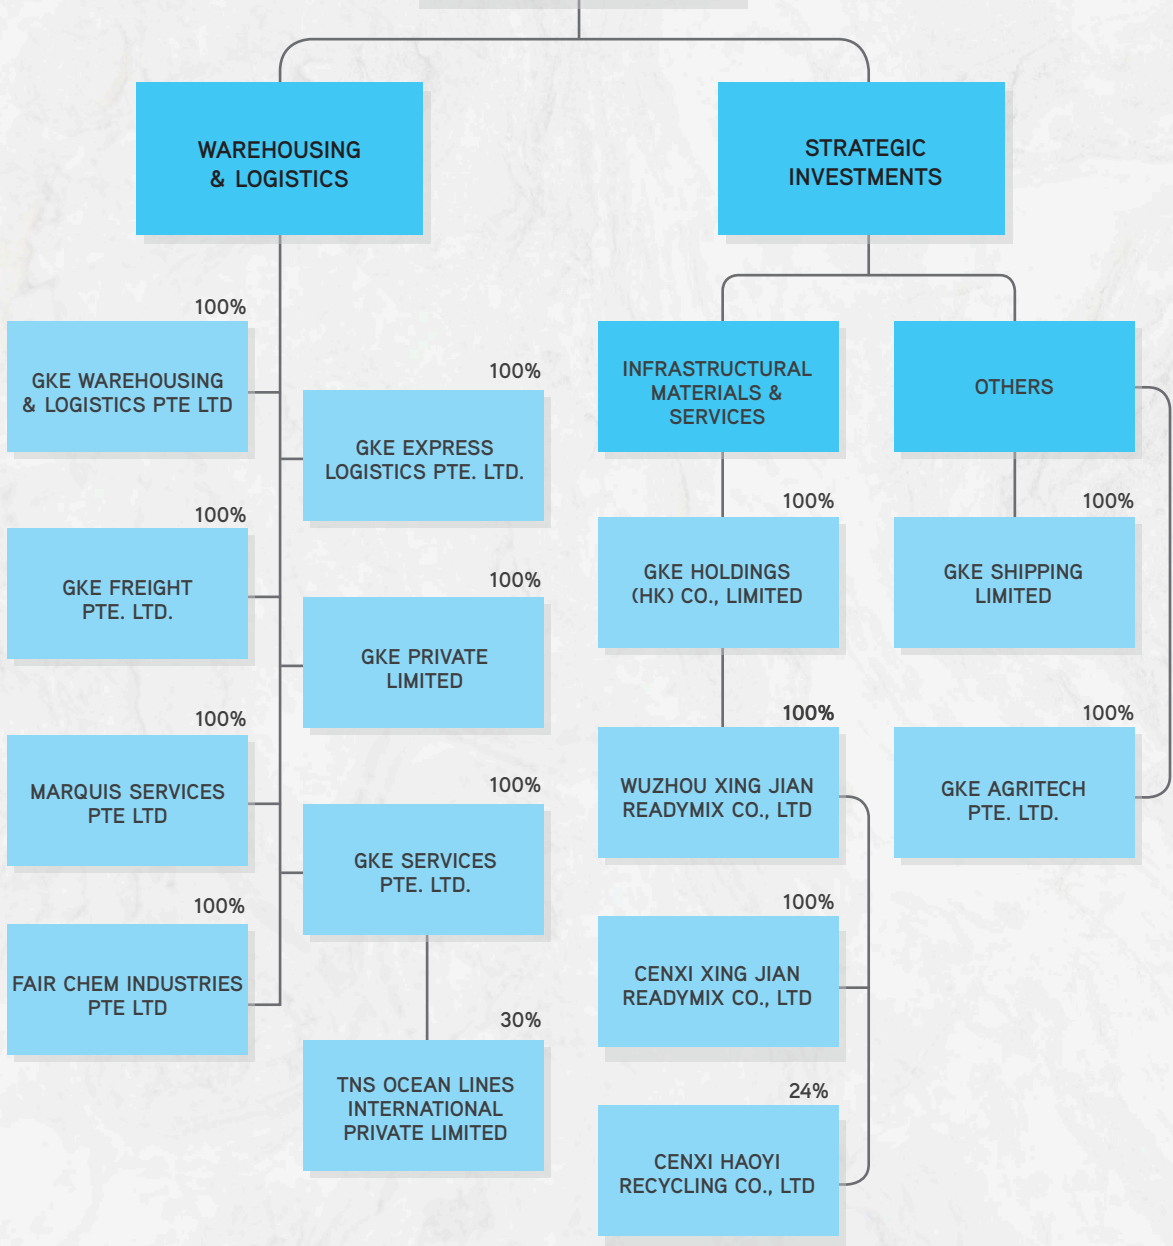 WAREHOUSING
& LOGISTICS
STRATEGIC
INVESTMENTS
100%
GKE WAREHOUSING
& LOGISTICS PTE LTD
100%
GKE EXPRESS
LOGISTICS PTE. LTD.
100%
GKE FREIGHT
PTE. LTD.
100%
GKE PRIVATE
LIMITED
100%
MARQUIS SERVICES
PTE LTD
100%
GKE SERVICES
PTE. LTD.
100%
FAIR CHEM INDUSTRIES
PTE LTD
30%
TNS OCEAN LINES
INTERNATIONAL
PRIVATE LIMITED
INFRASTRUCTURAL
MATERIALS &
SERVICES
OTHERS
100%
GKE HOLDINGS
(HK) CO., LIMITED
100%
GKE SHIPPING
LIMITED
100%
WUZHOU XING JIAN
READYMIX CO., LTD
100%
GKE AGRITECH
PTE. LTD.
100%
CENXI XING JIAN
READYMIX CO., LTD
24%
CENXI HAOYI
RECYCLING CO., LTD